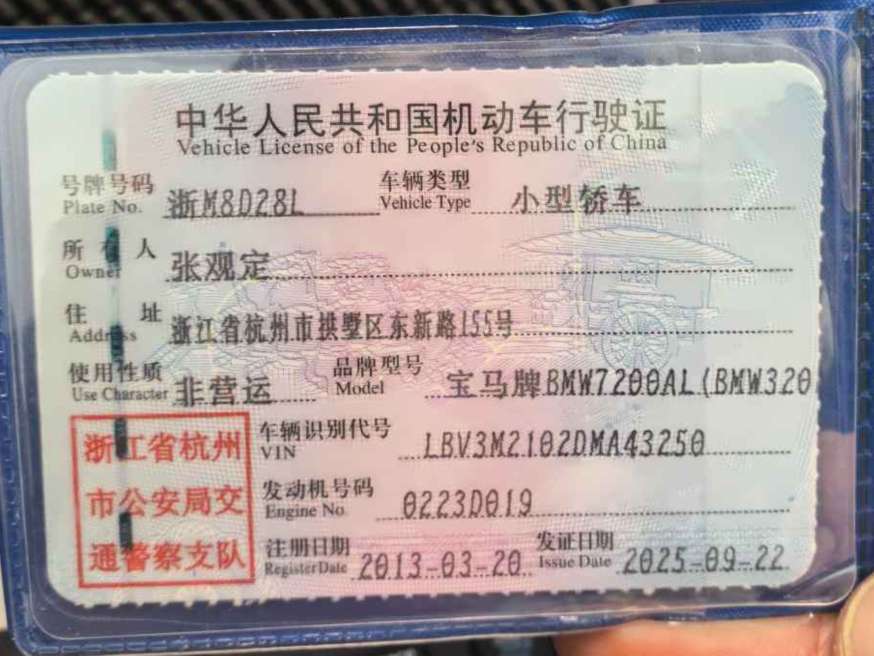 中华人民共和国机动车行驶证
Vehicle License of the People's Republic of China
号牌号码 浙M8D28L 车辆类型 小型轿车
Plate No. Vehicle Type
所有人 张观定
Owner
住址 浙江省杭州市拱墅区东新路155号
Address
使用性质 非营运 品牌型号 宝马牌BMW7200AL(BMW320
Use Character Model
浙江省杭州 车辆识别代号 LBV3M2102DMA43250
VIN
市公安局交 发动机号码 0223D019
Engine No.
通警察支队 注册日期 2013-03-20 发证日期 2025-09-22
Register Date Issue Date